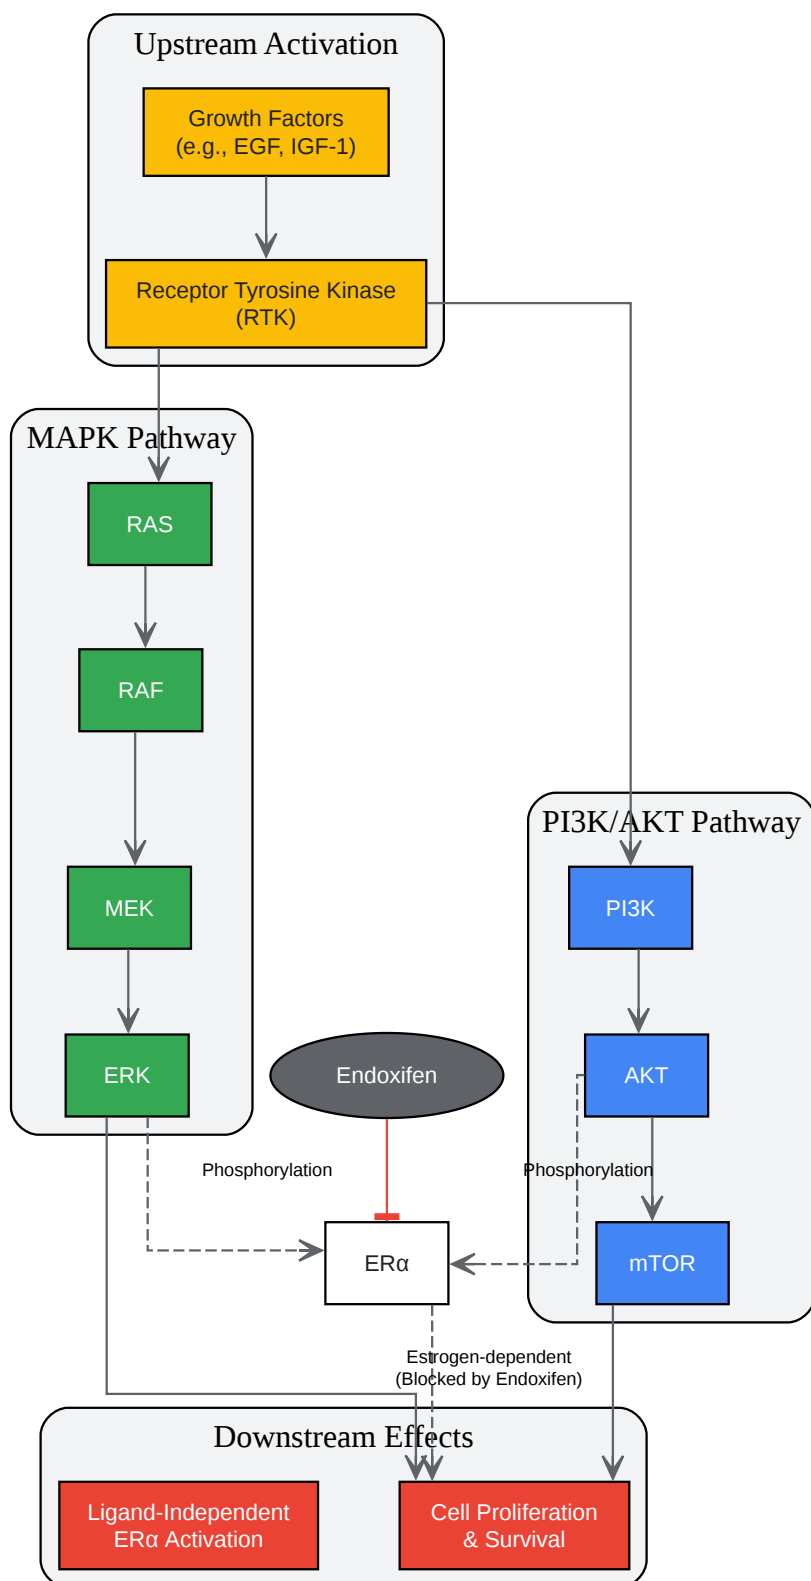 Upstream Activation
Growth Factors
(e.g., EGF, IGF-1)
Receptor Tyrosine Kinase
(RTK)
MAPK Pathway
RAS
RAF
PI3K/AKT Pathway
MEK
PI3K
ERK
Endoxifen
AKT
Phosphorylation
Phosphorylation
ERα
mTOR
Estrogen-dependent
(Blocked by Endoxifen)
Downstream Effects
Ligand-Independent
ERα Activation
Cell Proliferation
& Survival